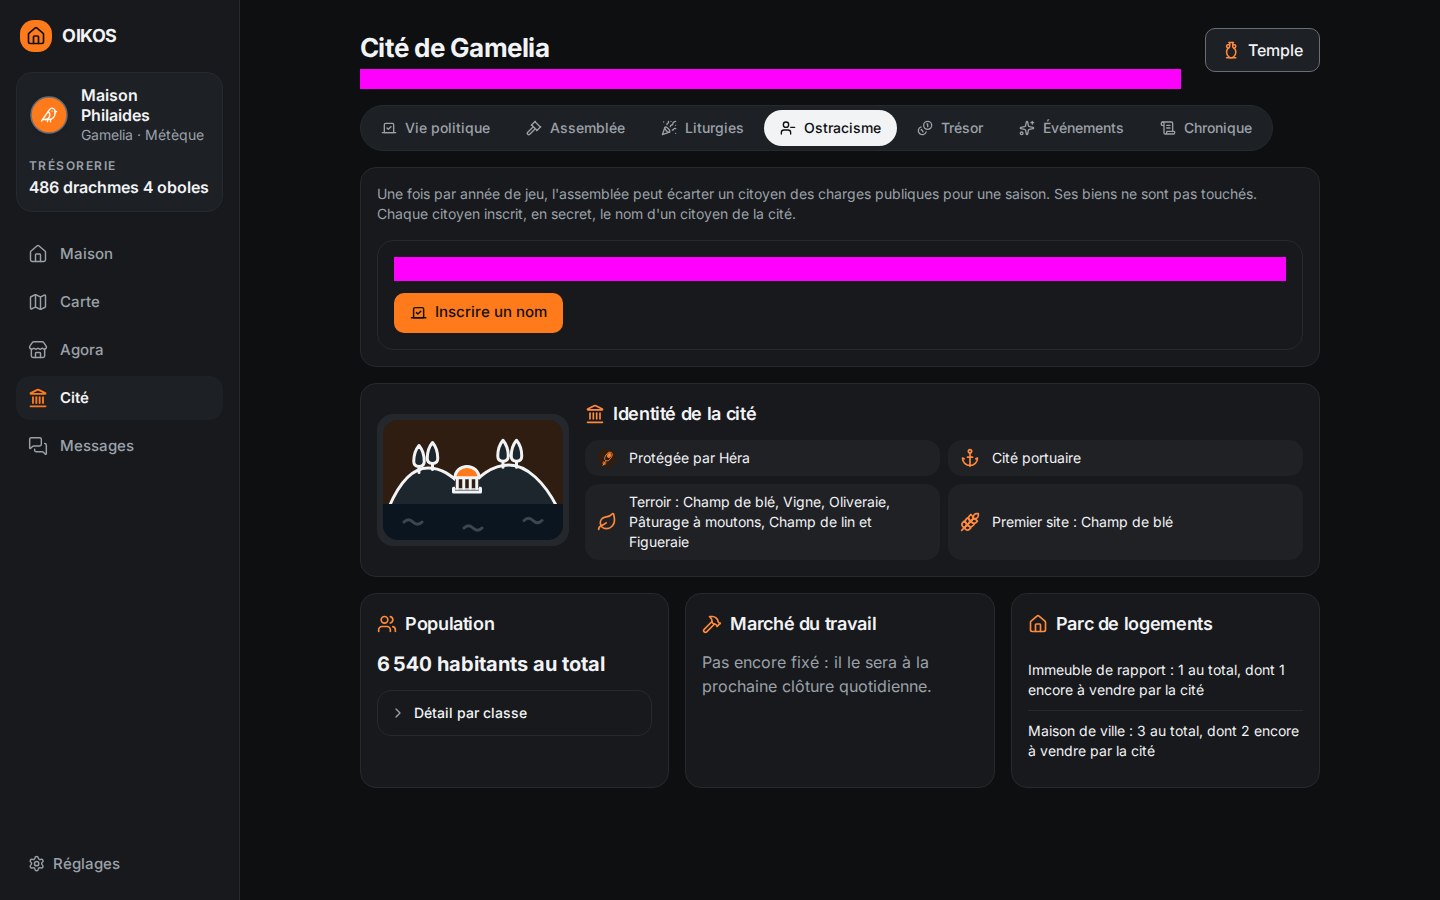 OIKOS
Maison
Philaides
Gamelia · Métèque
TRÉSORERIE
486 drachmes 4 oboles
Maison
Carte
Agora
Cité
Messages
Réglages
Cité de Gamelia
Temple
Vie politique
Assemblée
Liturgies
Ostracisme
Trésor
Événements
Chronique
Une fois par année de jeu, l'assemblée peut écarter un citoyen des charges publiques pour une saison. Ses biens ne sont pas touchés.
Chaque citoyen inscrit, en secret, le nom d'un citoyen de la cité.
Inscrire un nom
Identité de la cité
Protégée par Héra
Cité portuaire
Terroir : Champ de blé, Vigne, Oliveraie,
Pâturage à moutons, Champ de lin et
Figueraie
Premier site : Champ de blé
Population
6 540 habitants au total
Détail par classe
Marché du travail
Pas encore fixé : il le sera à la
prochaine clôture quotidienne.
Parc de logements
Immeuble de rapport : 1 au total, dont 1
encore à vendre par la cité
Maison de ville : 3 au total, dont 2 encore
à vendre par la cité